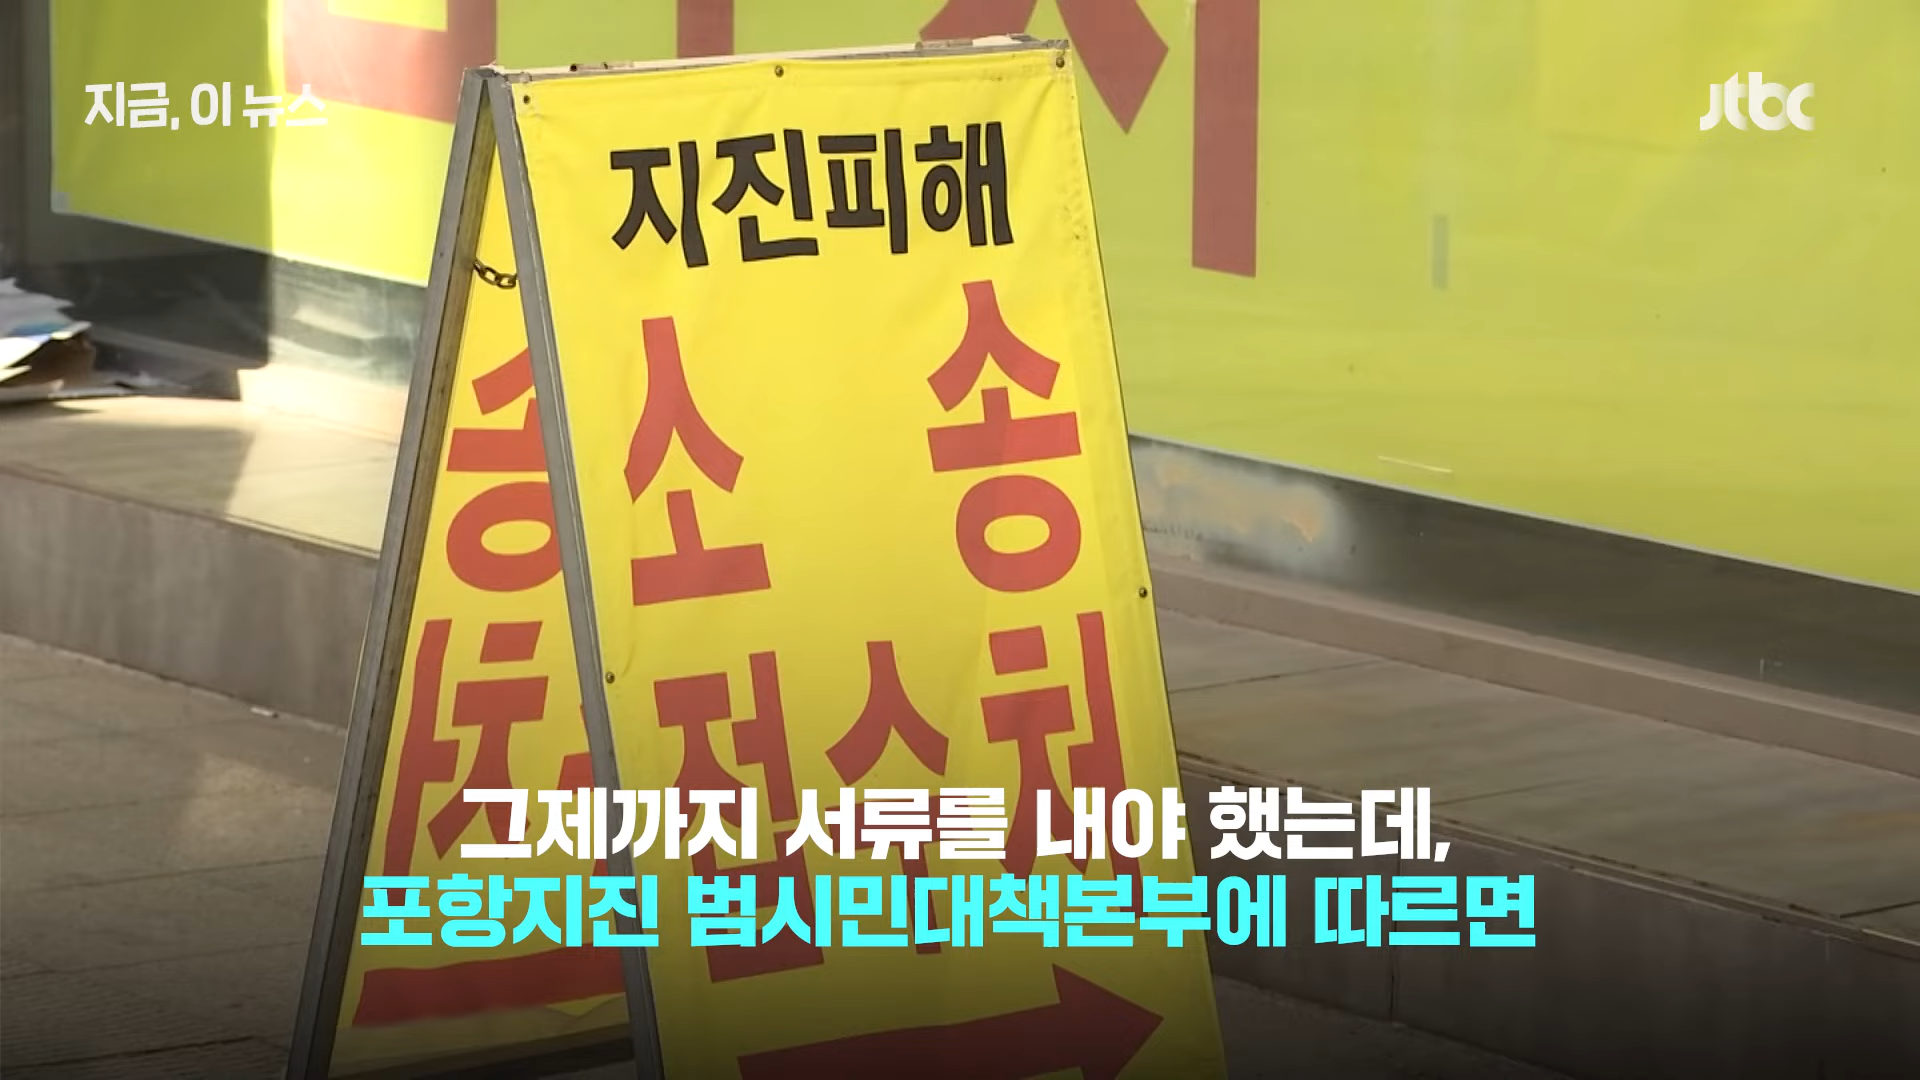 지금, 이 뉴스
jtbc
지진피해
소 송
접수처
송
처
그제까지 서류를 내야 했는데,
포항지진 범시민대책본부에 따르면